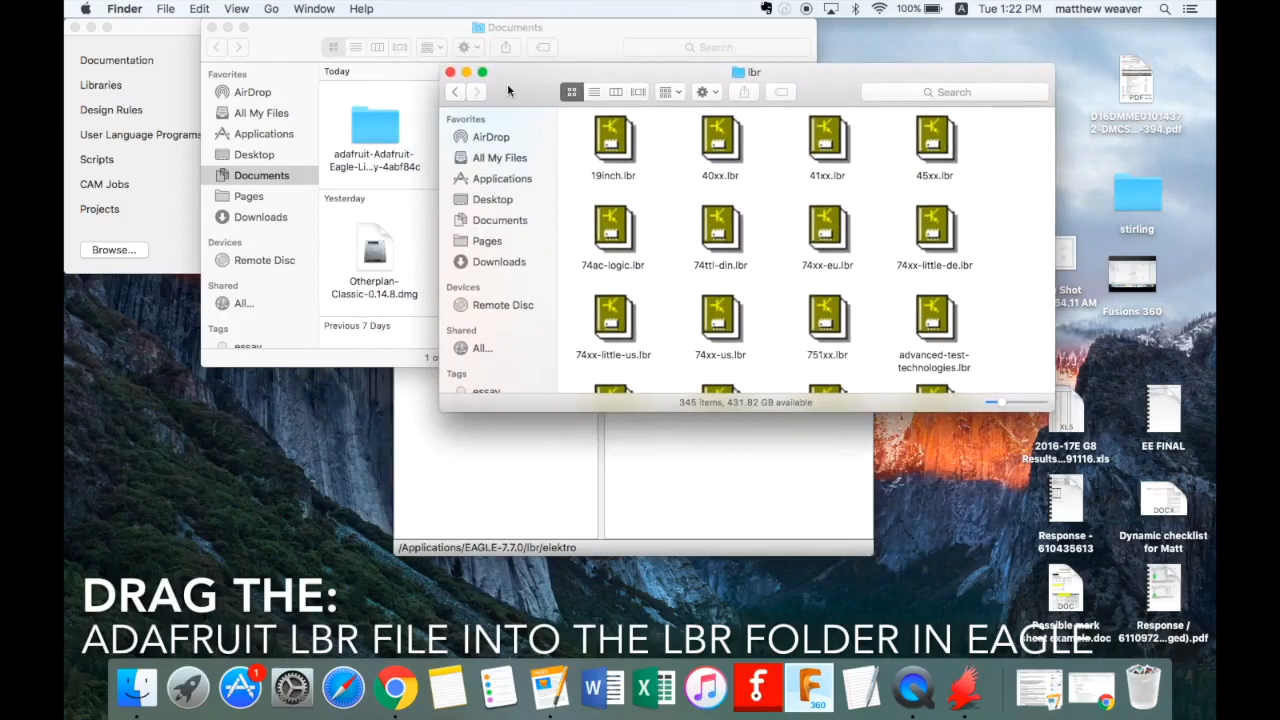 Finder File Edit View Go Window Help
100% Tue 1:22 PM matthew weaver
Documentation
Libraries
Design Rules
User Language Programs
Scripts
CAM Jobs
Projects
Browse...
Documents
Search
Favorites
AirDrop
All My Files
Applications
Desktop
Documents
Pages
Downloads
Devices
Remote Disc
Shared
All...
Tags
essay
Today
adafruit-Adafruit-
Eagle-Li...y-4abf84c
Yesterday
Otherplan-
Classic-0.14.8.dmg
Previous 7 Days
1 o
lbr
Search
Favorites
AirDrop
All My Files
Applications
Desktop
Documents
Pages
Downloads
Devices
Remote Disc
Shared
All...
Tags
essay
19inch.lbr
40xx.lbr
41xx.lbr
45xx.lbr
74ac-logic.lbr
74ttl-din.lbr
74xx-eu.lbr
74xx-little-de.lbr
74xx-little-us.lbr
74xx-us.lbr
751xx.lbr
advanced-test-
technologies.lbr
345 items, 431.82 GB available
/Applications/EAGLE-7.7.0/lbr/elektro
PDF
D16DMME0101437
2-DMCS...-394.pdf
stirling
Shot
54.11 AM
Fusions 360
XLS
2016-17E G8
Results...91116.xls
EE FINAL
Response -
610435613
DOCX
Dynamic checklist
for Matt
DOC
Possible mark
sheet example.doc
Response /
6110972...ged).pdf
DRAG THE:
ADAFRUIT LBR FILE INTO THE LBR FOLDER IN EAGLE
1
360